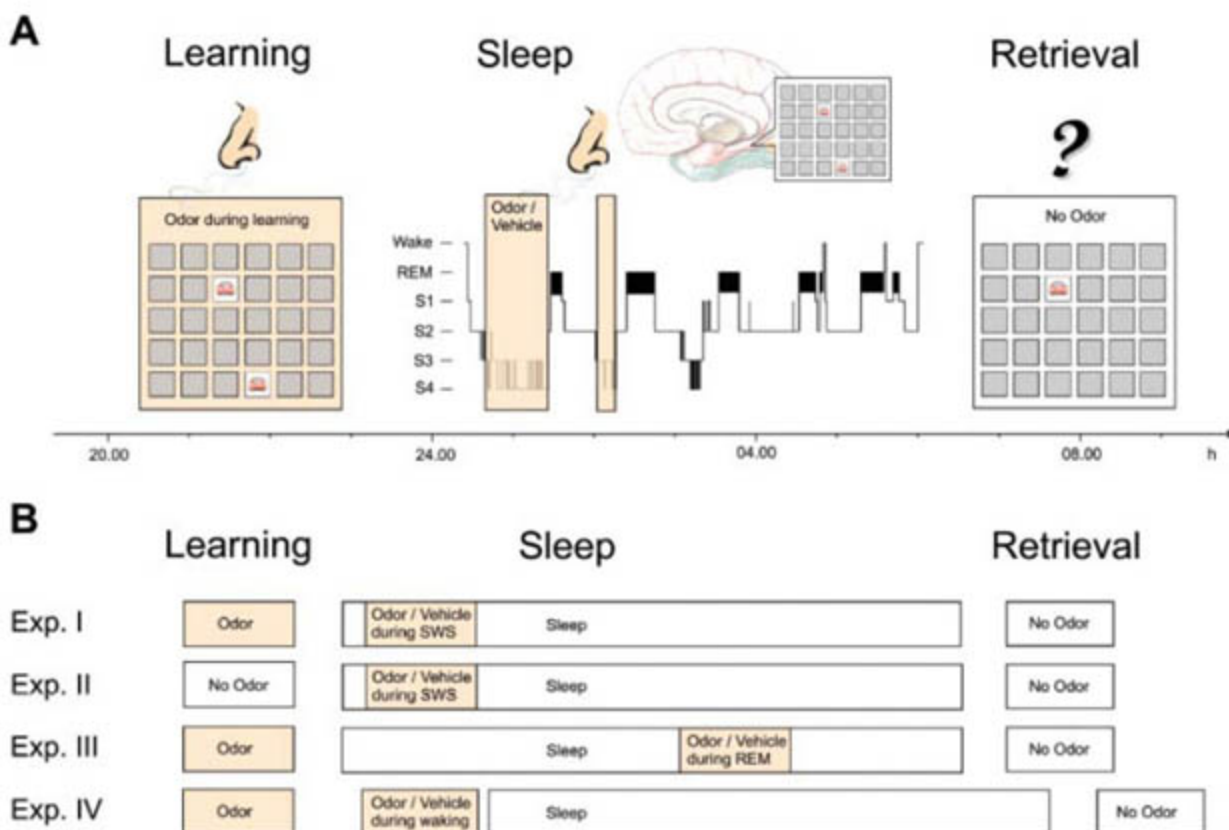 A
Learning
Sleep
Retrieval
?
Odor during learning
Odor /
Vehicle
No Odor
Wake
REM
S1
S2
S3
S4
20.00
24.00
04.00
08.00
h
B
Learning
Sleep
Retrieval
Exp. I
Odor
Odor / Vehicle
during SWS
Sleep
No Odor
Exp. II
No Odor
Odor / Vehicle
during SWS
Sleep
No Odor
Exp. III
Odor
Sleep
Odor / Vehicle
during REM
No Odor
Exp. IV
Odor
Odor / Vehicle
during waking
Sleep
No Odor